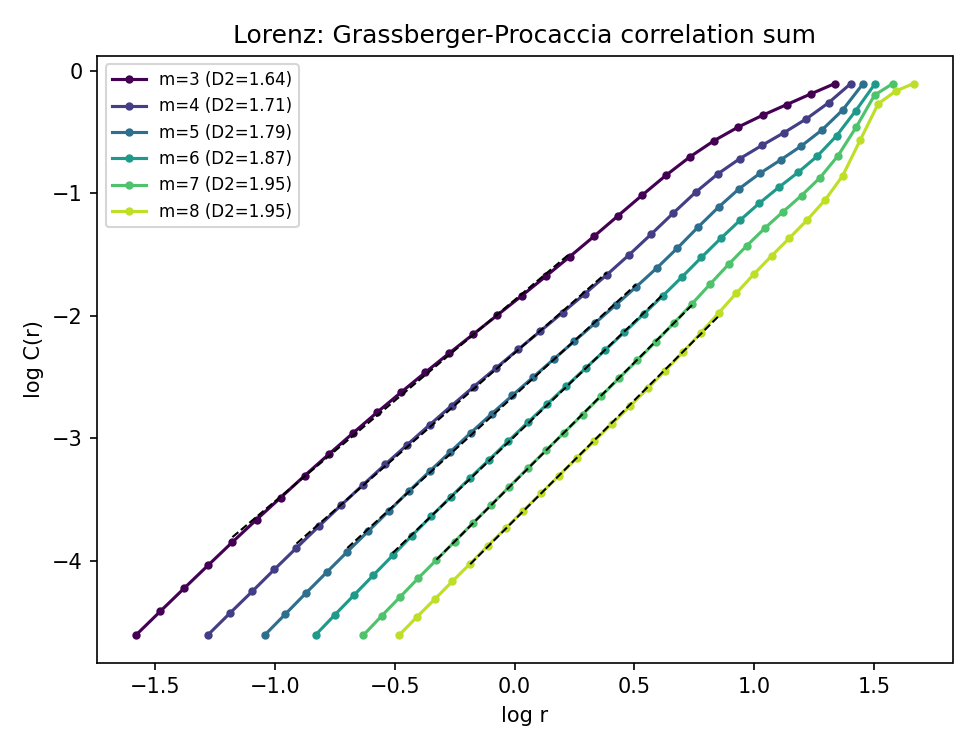 Lorenz: Grassberger-Procaccia correlation sum
m=3 (D2=1.64)
m=4 (D2=1.71)
m=5 (D2=1.79)
m=6 (D2=1.87)
m=7 (D2=1.95)
m=8 (D2=1.95)
log C(r)
0
−1
−2
−3
−4
−1.5 −1.0 −0.5 0.0 0.5 1.0 1.5
log r